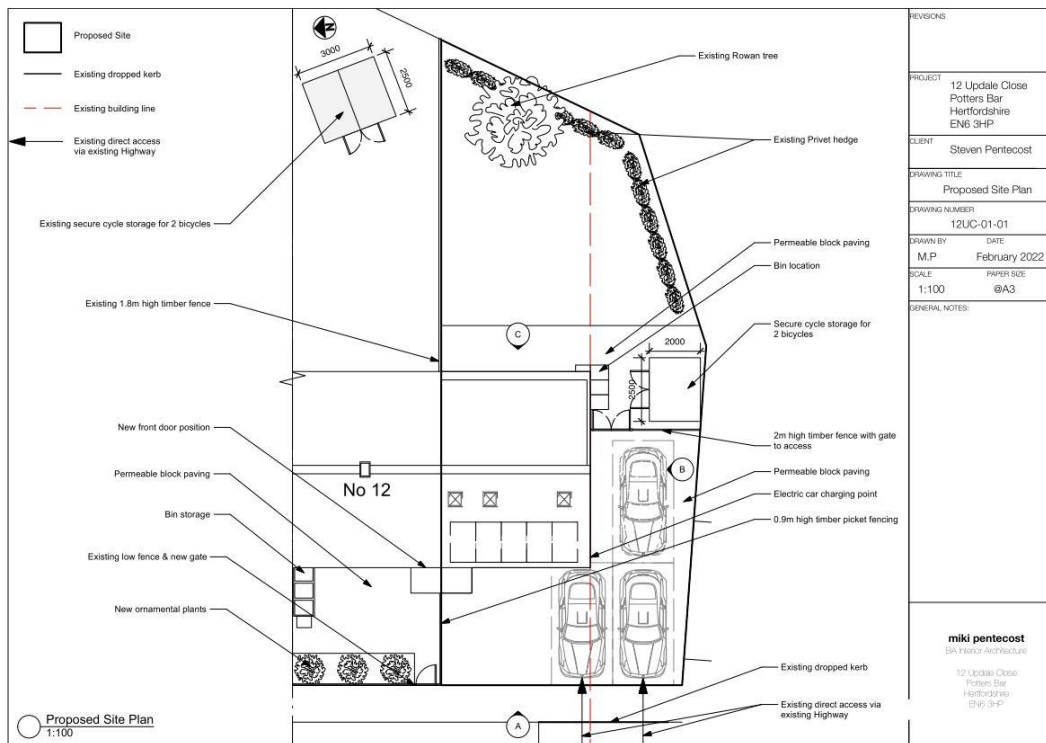 Proposed Site
Existing dropped kerb
Existing building line
Existing direct access
via existing Highway
N
3000
2500
Existing secure cycle storage for 2 bicycles
Existing 1.8m high timber fence
New front door position
Permeable block paving
Bin storage
Existing low fence & new gate
New ornamental plants
No 12
Existing Rowan tree
Existing Privet hedge
Permeable block paving
Bin location
Secure cycle storage for
2 bicycles
2000
2500
C
2m high timber fence with gate
to access
B
Permeable block paving
Electric car charging point
0.9m high timber picket fencing
Existing dropped kerb
Existing direct access via
existing Highway
A
Proposed Site Plan
1:100
REVISIONS
PROJECT
12 Updale Close
Potters Bar
Hertfordshire
EN6 3HP
CLIENT
Steven Pentecost
DRAWING TITLE
Proposed Site Plan
DRAWING NUMBER
12UC-01-01
DRAWN BY DATE
M.P February 2022
SCALE PAPER SIZE
1:100 @A3
GENERAL NOTES:
miki pentecost
BA Interior Architecture
12 Updale Close
Potters Bar
Hertfordshire
EN6 3HP